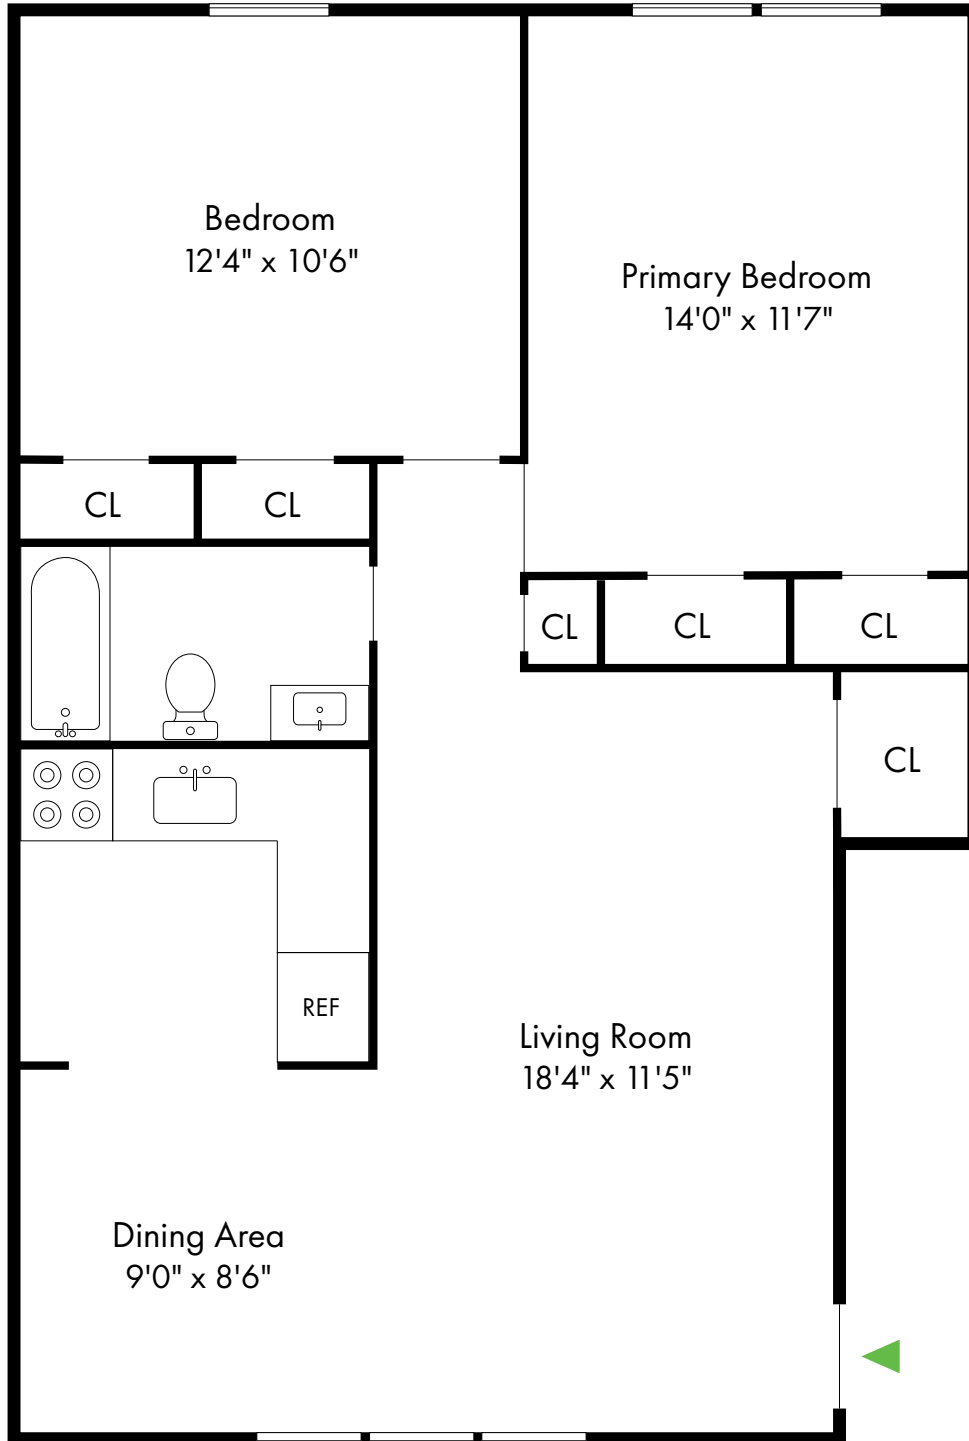 Bedroom
12'4" x 10'6"
Primary Bedroom
14'0" x 11'7"
CL
CL
CL
CL
CL
CL
REF
Living Room
18'4" x 11'5"
Dining Area
9'0" x 8'6"